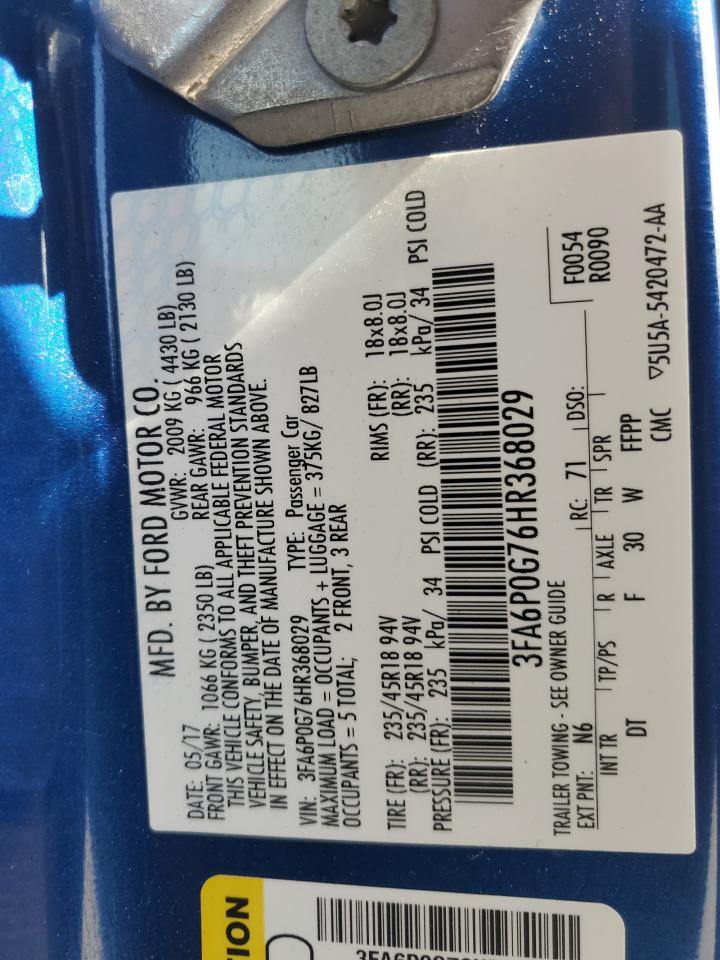 MFD. BY FORD MOTOR CO.
DATE: 05/17 GVWR: 2009 KG ( 4430 LB)
FRONT GAWR: 1066 KG ( 2350 LB) REAR GAWR: 966 KG ( 2130 LB)
THIS VEHICLE CONFORMS TO ALL APPLICABLE FEDERAL MOTOR
VEHICLE SAFETY, BUMPER, AND THEFT PREVENTION STANDARDS
IN EFFECT ON THE DATE OF MANUFACTURE SHOWN ABOVE.
VIN: 3FA6P0G76HR368029 TYPE: Passenger Car
MAXIMUM LOAD = OCCUPANTS + LUGGAGE = 375KG/ 827LB
OCCUPANTS = 5 TOTAL; 2 FRONT, 3 REAR
TIRE (FR): 235/45R18 94V RIMS (FR): 18x8.0J
(RR): 235/45R18 94V (RR): 18x8.0J
PRESSURE (FR): 235 kPa/ 34 PSI COLD (RR): 235 kPa/ 34 PSI COLD
3FA6P0G76HR368029
TRAILER TOWING - SEE OWNER GUIDE
F0054
EXT PNT: N6 RC: 71 DSO: R0090
INT TR TP/PS R AXLE TR SPR
DT F 30 W FFPP
CMC ▽5U5A-5420472-AA